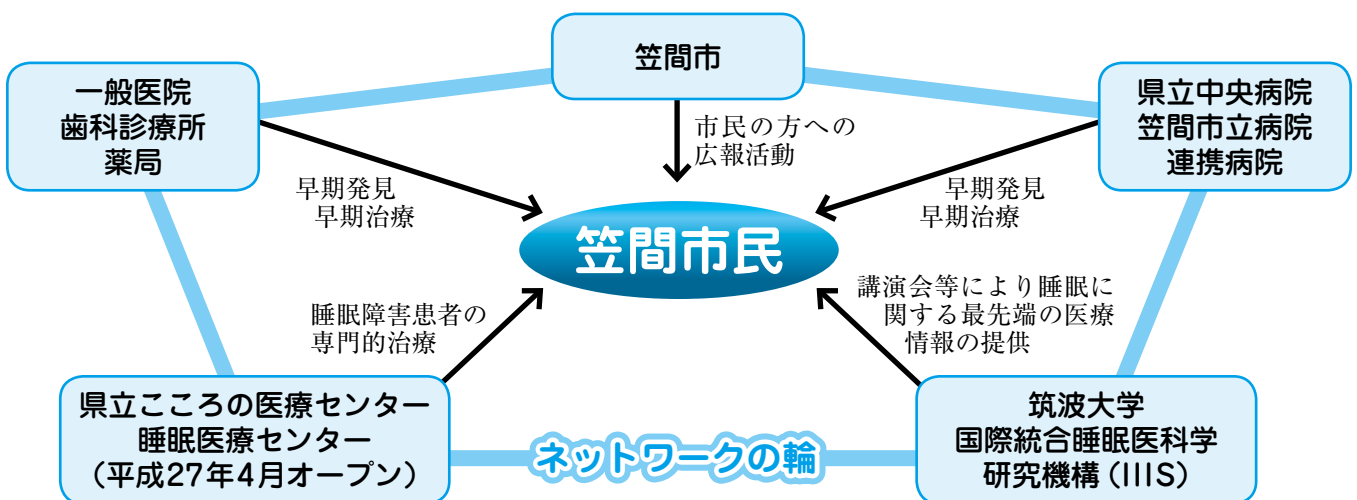 笠間市
一般医院
歯科診療所
薬局
県立中央病院
笠間市立病院
連携病院
市民の方への
広報活動
早期発見
早期治療
早期発見
早期治療
笠間市民
睡眠障害患者の
専門的治療
講演会等により睡眠に
関する最先端の医療
情報の提供
県立こころの医療センター
睡眠医療センター
（平成27年4月オープン）
ネットワークの輪
筑波大学
国際統合睡眠医科学
研究機構（IIIS）